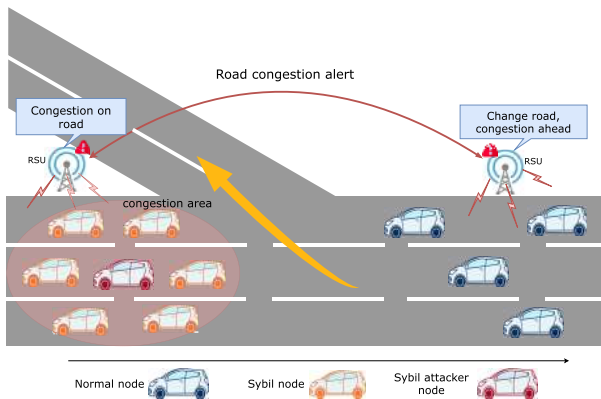 Road congestion alert
Congestion on
road
Change road,
congestion ahead
RSU
RSU
congestion area
Normal node
Sybil node
Sybil attacker
node